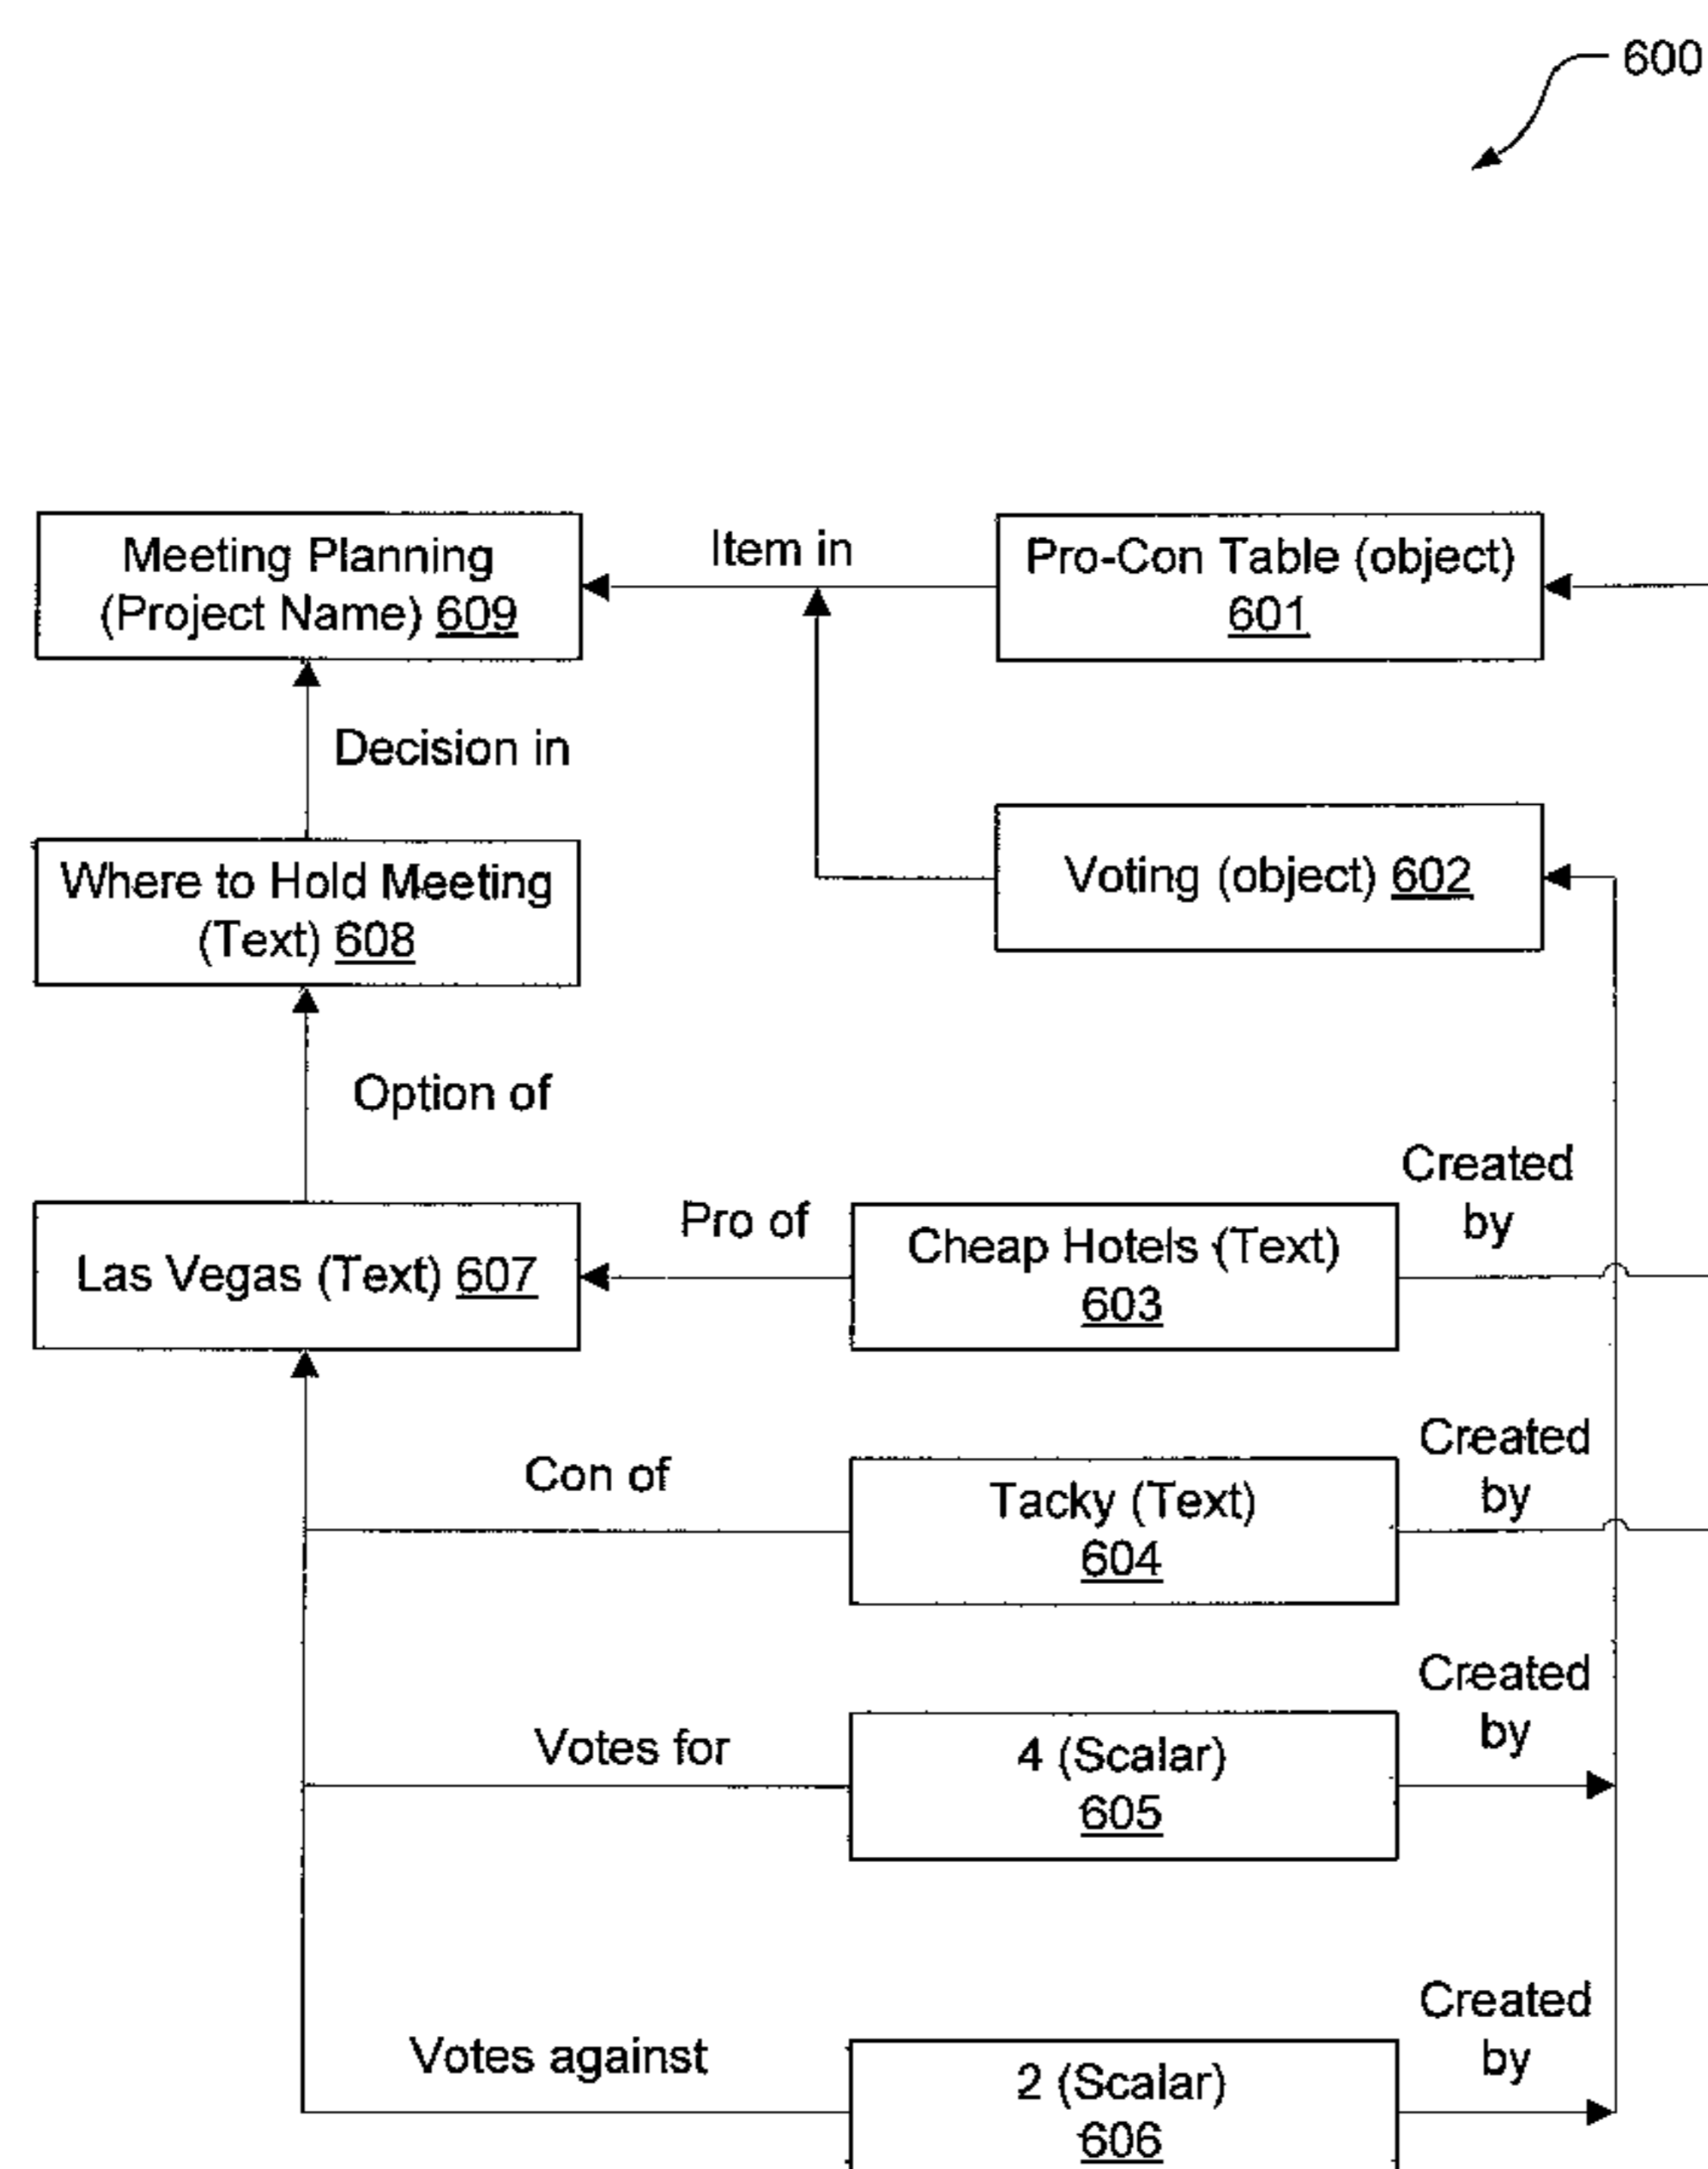 600
Meeting Planning
(Project Name) 609
Item in
Pro-Con Table (object)
601
Decision in
Where to Hold Meeting
(Text) 608
Voting (object) 602
Option of
Las Vegas (Text) 607
Pro of
Cheap Hotels (Text)
603
Created
by
Con of
Tacky (Text)
604
Created
by
Votes for
4 (Scalar)
605
Created
by
Votes against
2 (Scalar)
606
Created
by